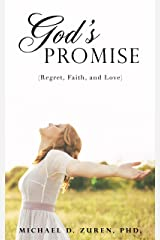 God's
PROMISE
(Regret, Faith, and Love)
MICHAEL D. ZUREN, PHD.